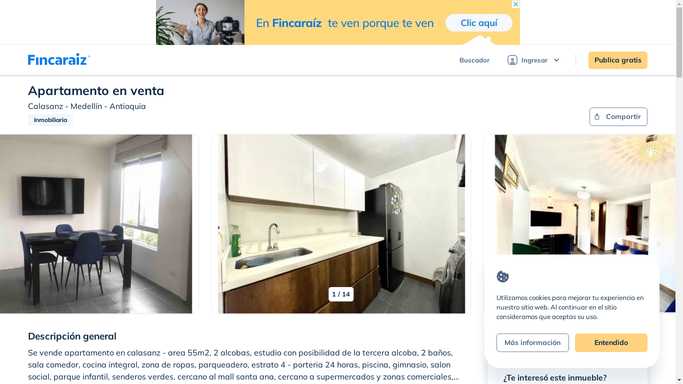 En Fincaraíz te ven porque te ven
Clic aquí
Fincaraiz
Buscador
Ingresar
Publica gratis
Apartamento en venta
Calasanz - Medellín - Antioquia
Inmobiliaria
Compartir
1 / 14
Utilizamos cookies para mejorar tu experiencia en
nuestro sitio web. Al continuar en el sitio
consideramos que aceptas su uso.
Más información
Entendido
Descripción general
Se vende apartamento en calasanz - area 55m2, 2 alcobas, estudio con posibilidad de la tercera alcoba, 2 baños,
sala comedor, cocina integral, zona de ropas, parqueadero, estrato 4 - porteria 24 horas, piscina, gimnasio, salon
social, parque infantil, senderos verdes, cercano al mall santa ana, cercano a supermercados y zonas comerciales,...
¿Te interesó este inmueble?